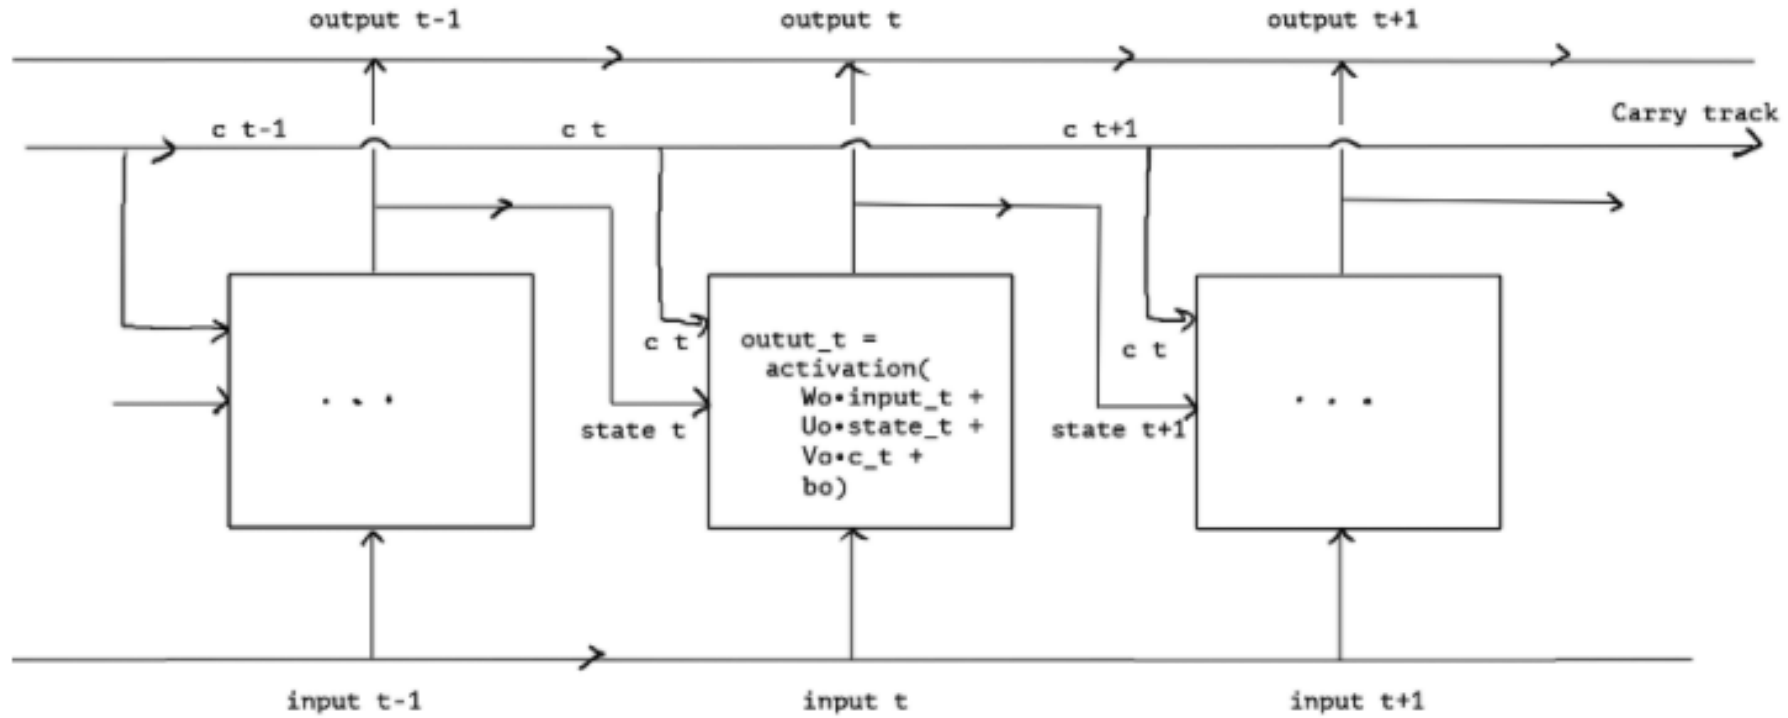 output t-1
output t
output t+1
Carry track
c t-1
c t
c t+1
c t
c t
outut_t =
activation(
Wo•input_t +
Uo•state_t +
Vo•c_t +
bo)
state t
state t+1
. . .
. . .
input t-1
input t
input t+1